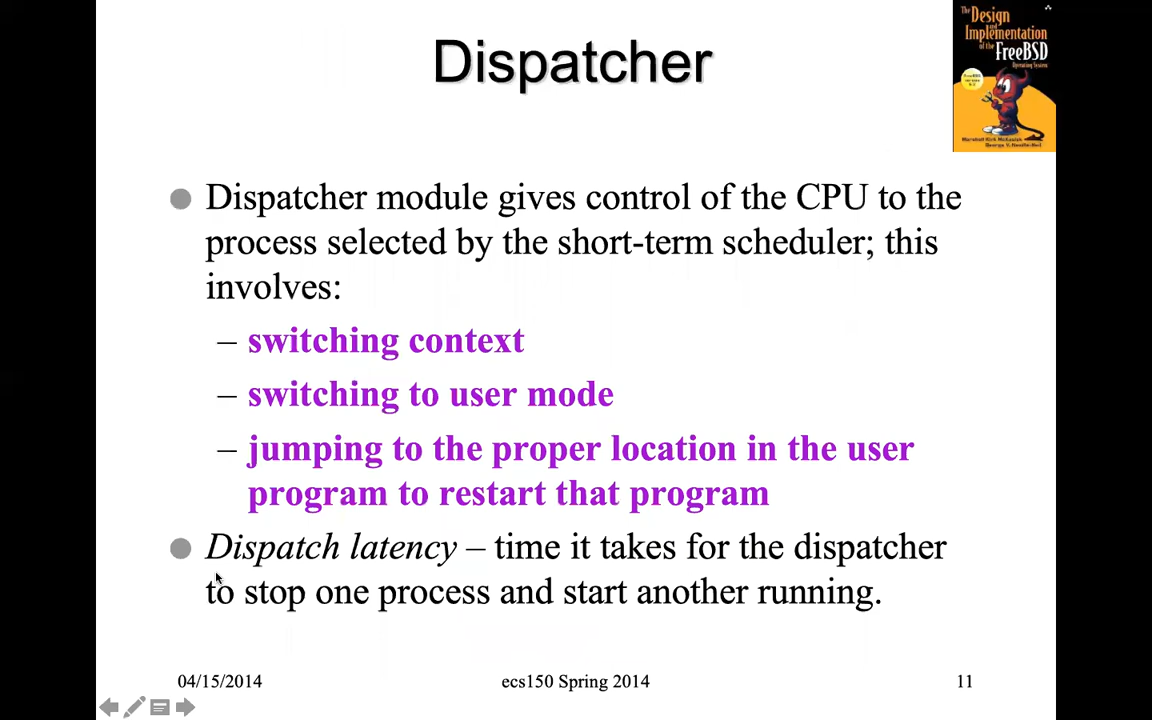 Dispatcher
The
Design
and
Implementation
of the FreeBSD
Operating System
Dispatcher module gives control of the CPU to the
process selected by the short-term scheduler; this
involves:
– switching context
– switching to user mode
– jumping to the proper location in the user
program to restart that program
Dispatch latency – time it takes for the dispatcher
to stop one process and start another running.
04/15/2014
ecs150 Spring 2014
11